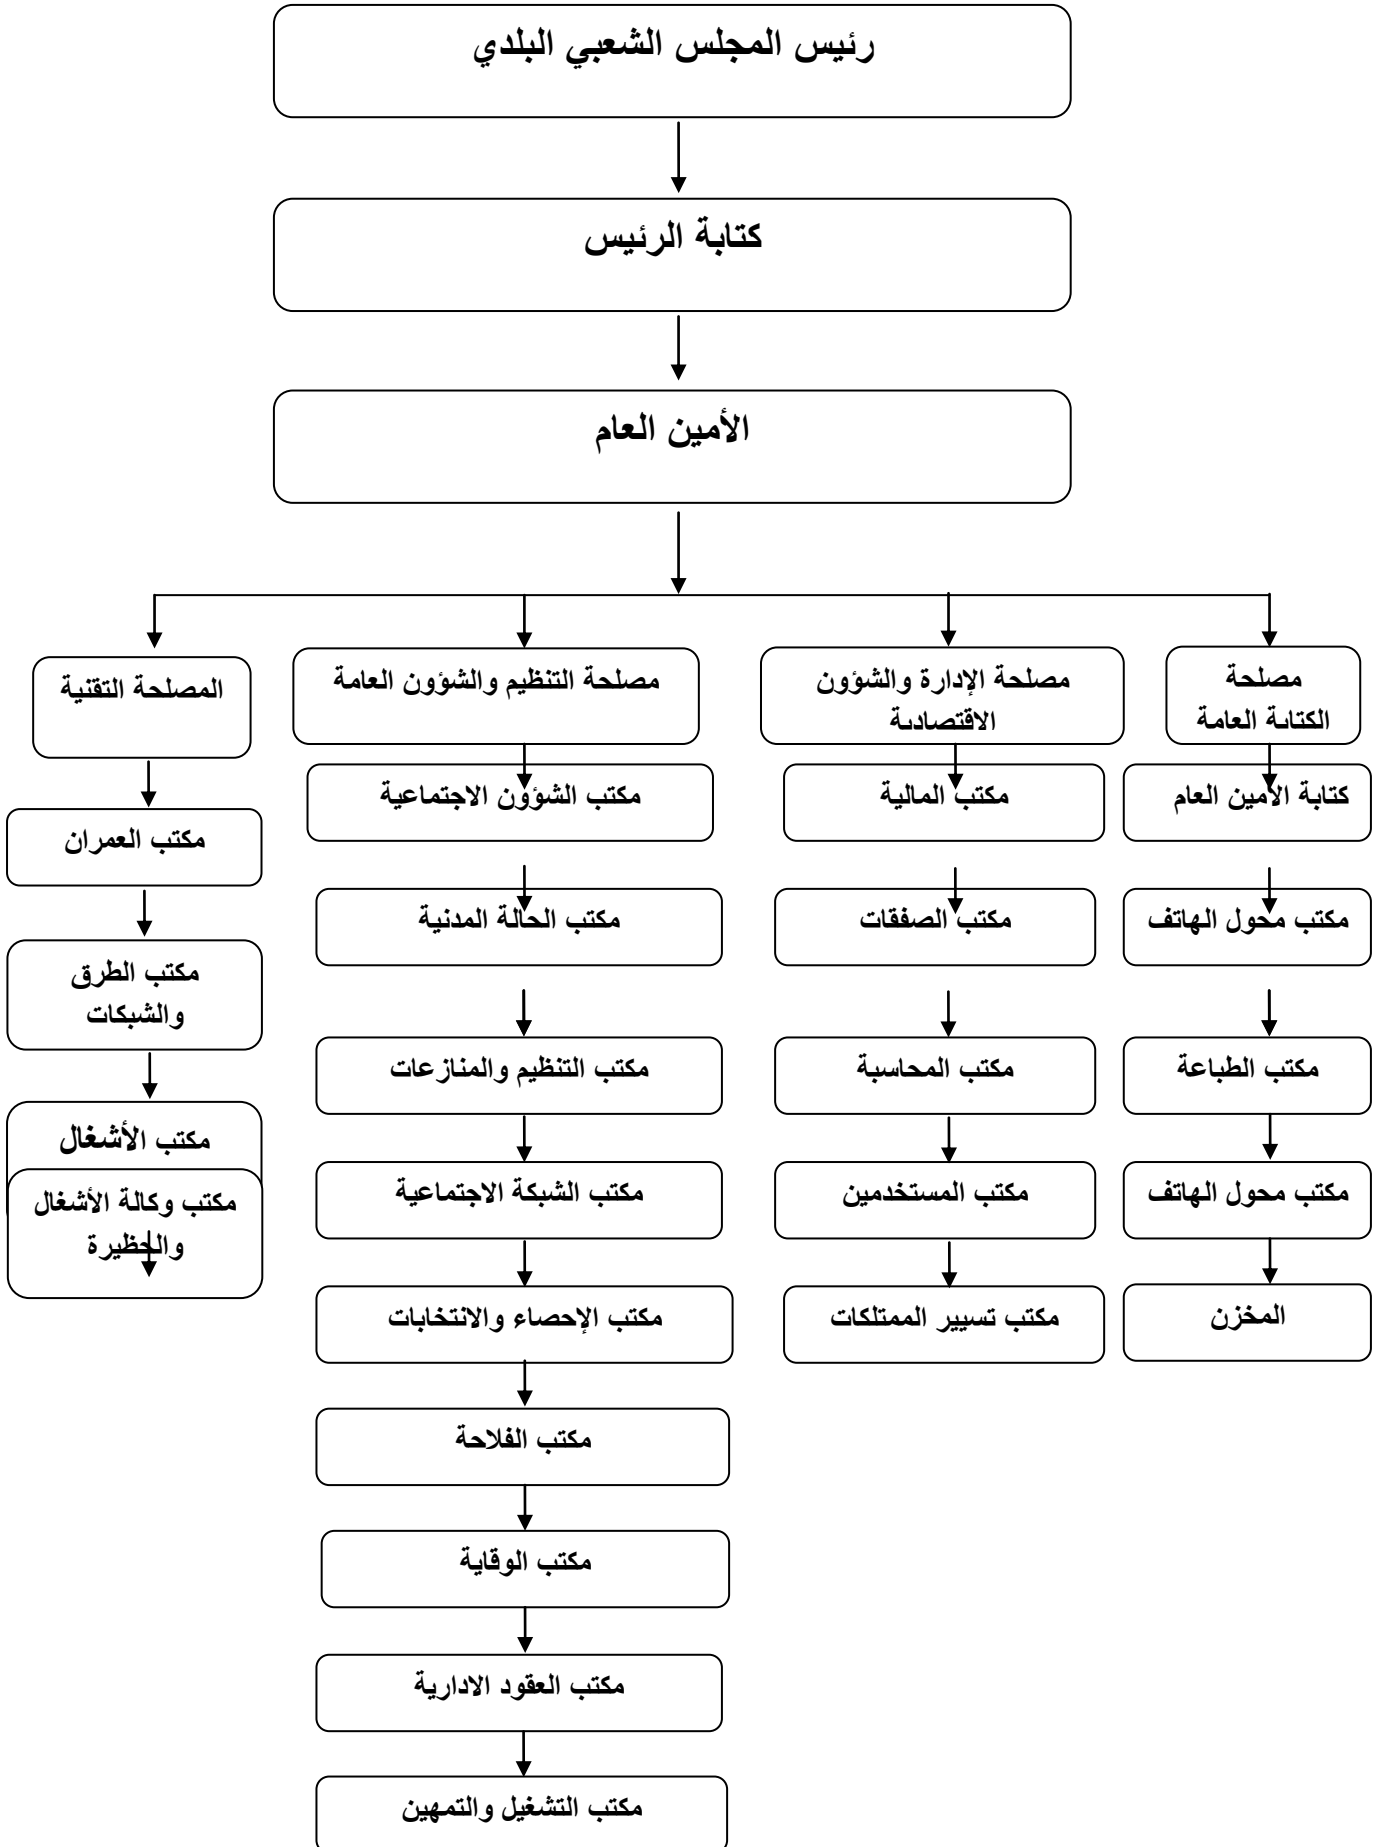 رئيس المجلس الشعبي البلدي
كتابة الرئيس
الأمين العام
مصلحة
الكتابة العامة
كتابة الأمين العام
مكتب محول الهاتف
مكتب الطباعة
مكتب محول الهاتف
المخزن
مصلحة الإدارة والشؤون
الاقتصادية
مكتب المالية
مكتب الصفقات
مكتب المحاسبة
مكتب المستخدمين
مكتب تسيير الممتلكات
مصلحة التنظيم والشؤون العامة
مكتب الشؤون الاجتماعية
مكتب الحالة المدنية
مكتب التنظيم والمنازعات
مكتب الشبكة الاجتماعية
مكتب الإحصاء والانتخابات
مكتب الفلاحة
مكتب الوقاية
مكتب العقود الادارية
مكتب التشغيل والتمهين
المصلحة التقنية
مكتب العمران
مكتب الطرق
والشبكات
مكتب الأشغال
مكتب وكالة الأشغال
والحظيرة